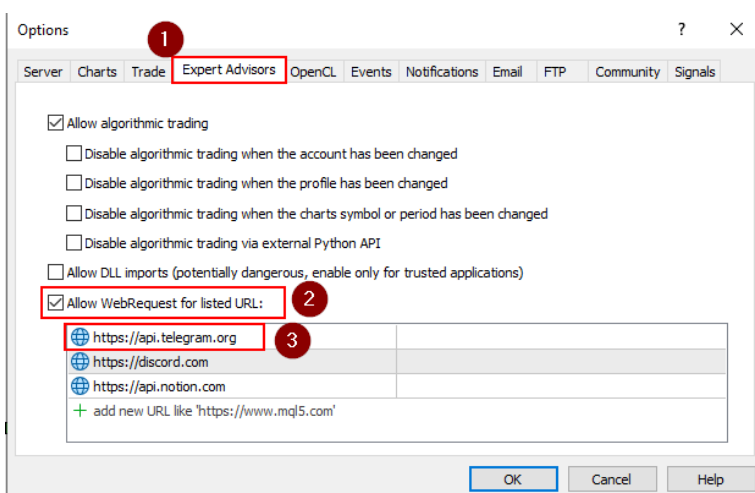 Options ? ×
1
Server Charts Trade Expert Advisors OpenCL Events Notifications Email FTP Community Signals
Allow algorithmic trading
Disable algorithmic trading when the account has been changed
Disable algorithmic trading when the profile has been changed
Disable algorithmic trading when the charts symbol or period has been changed
Disable algorithmic trading via external Python API
Allow DLL imports (potentially dangerous, enable only for trusted applications)
Allow WebRequest for listed URL: 2
https://api.telegram.org 3
https://discord.com
https://api.notion.com
+ add new URL like 'https://www.mql5.com'
OK Cancel Help